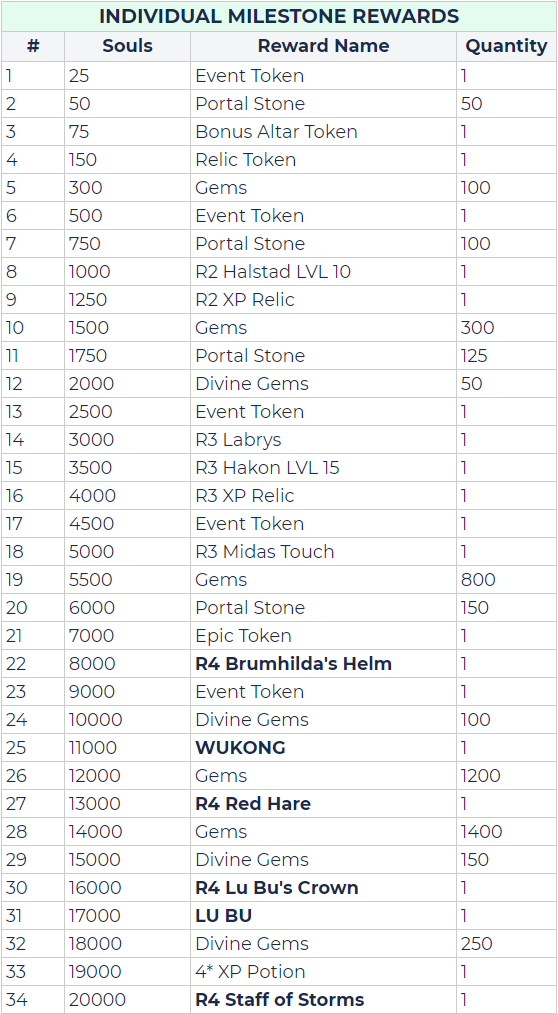 INDIVIDUAL MILESTONE REWARDS
# Souls Reward Name Quantity
1 25 Event Token 1
2 50 Portal Stone 50
3 75 Bonus Altar Token 1
4 150 Relic Token 1
5 300 Gems 100
6 500 Event Token 1
7 750 Portal Stone 100
8 1000 R2 Halstad LVL 10 1
9 1250 R2 XP Relic 1
10 1500 Gems 300
11 1750 Portal Stone 125
12 2000 Divine Gems 50
13 2500 Event Token 1
14 3000 R3 Labrys 1
15 3500 R3 Hakon LVL 15 1
16 4000 R3 XP Relic 1
17 4500 Event Token 1
18 5000 R3 Midas Touch 1
19 5500 Gems 800
20 6000 Portal Stone 150
21 7000 Epic Token 1
22 8000 R4 Brumhilda's Helm 1
23 9000 Event Token 1
24 10000 Divine Gems 100
25 11000 WUKONG 1
26 12000 Gems 1200
27 13000 R4 Red Hare 1
28 14000 Gems 1400
29 15000 Divine Gems 150
30 16000 R4 Lu Bu's Crown 1
31 17000 LU BU 1
32 18000 Divine Gems 250
33 19000 4* XP Potion 1
34 20000 R4 Staff of Storms 1